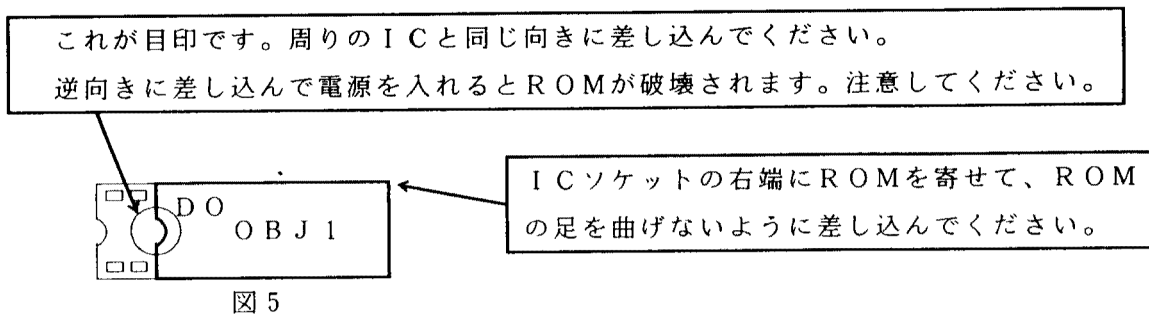 これが目印です。周りのＩＣと同じ向きに差し込んでください。
逆向きに差し込んで電源を入れるとＲＯＭが破壊されます。注意してください。
ＩＣソケットの右端にＲＯＭを寄せて、ＲＯＭ
の足を曲げないように差し込んでください。
ＤＯ
ＯＢＪ１
図５